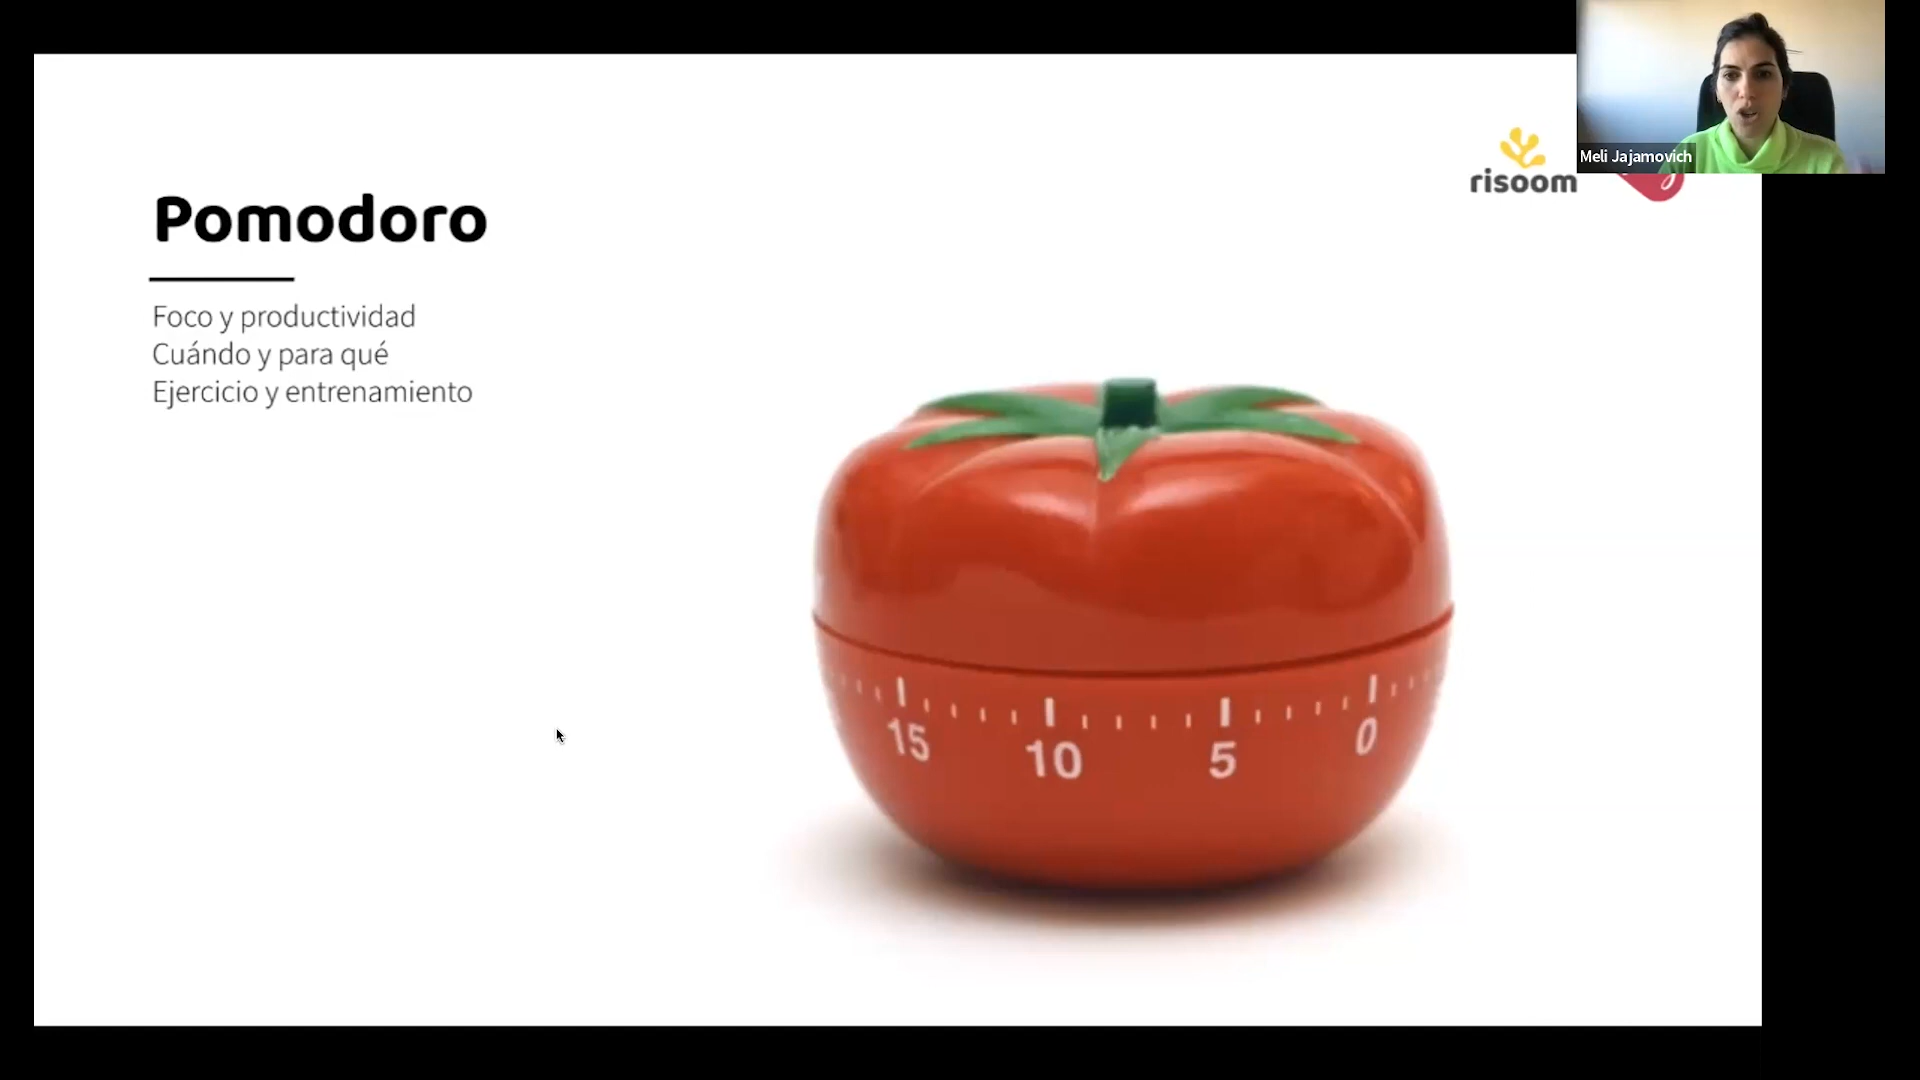 Meli Jajamovich
risoom
Pomodoro
Foco y productividad
Cuándo y para qué
Ejercicio y entrenamiento
15 10 5 0